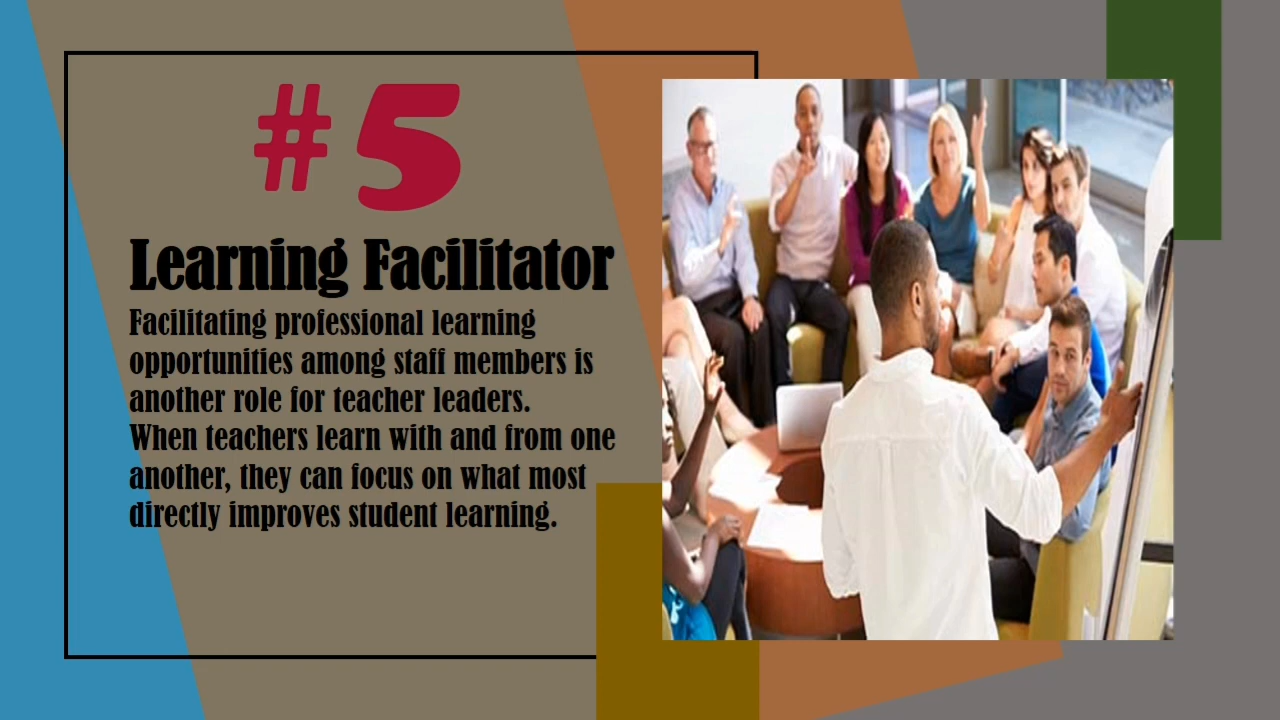 #5
Learning Facilitator
Facilitating professional learning
opportunities among staff members is
another role for teacher leaders.
When teachers learn with and from one
another, they can focus on what most
directly improves student learning.